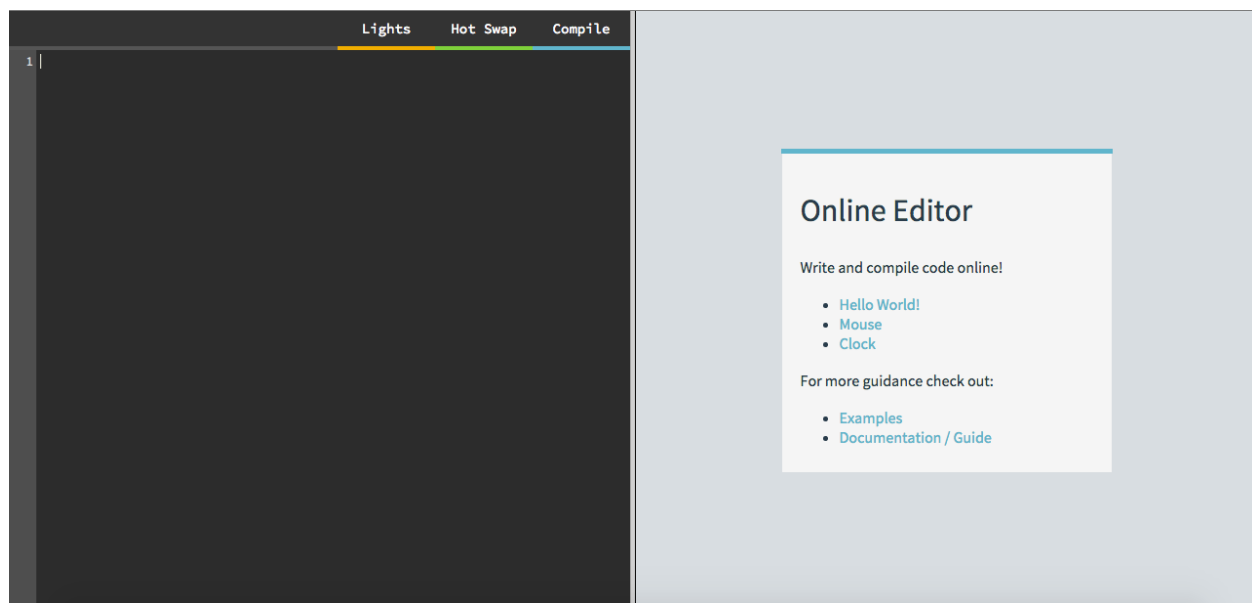 Lights Hot Swap Compile
1
Online Editor
Write and compile code online!
Hello World!
Mouse
Clock
For more guidance check out:
Examples
Documentation / Guide